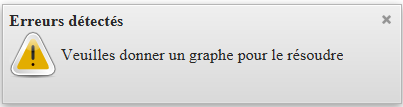 Erreurs détectés
Veuilles donner un graphe pour le résoudre